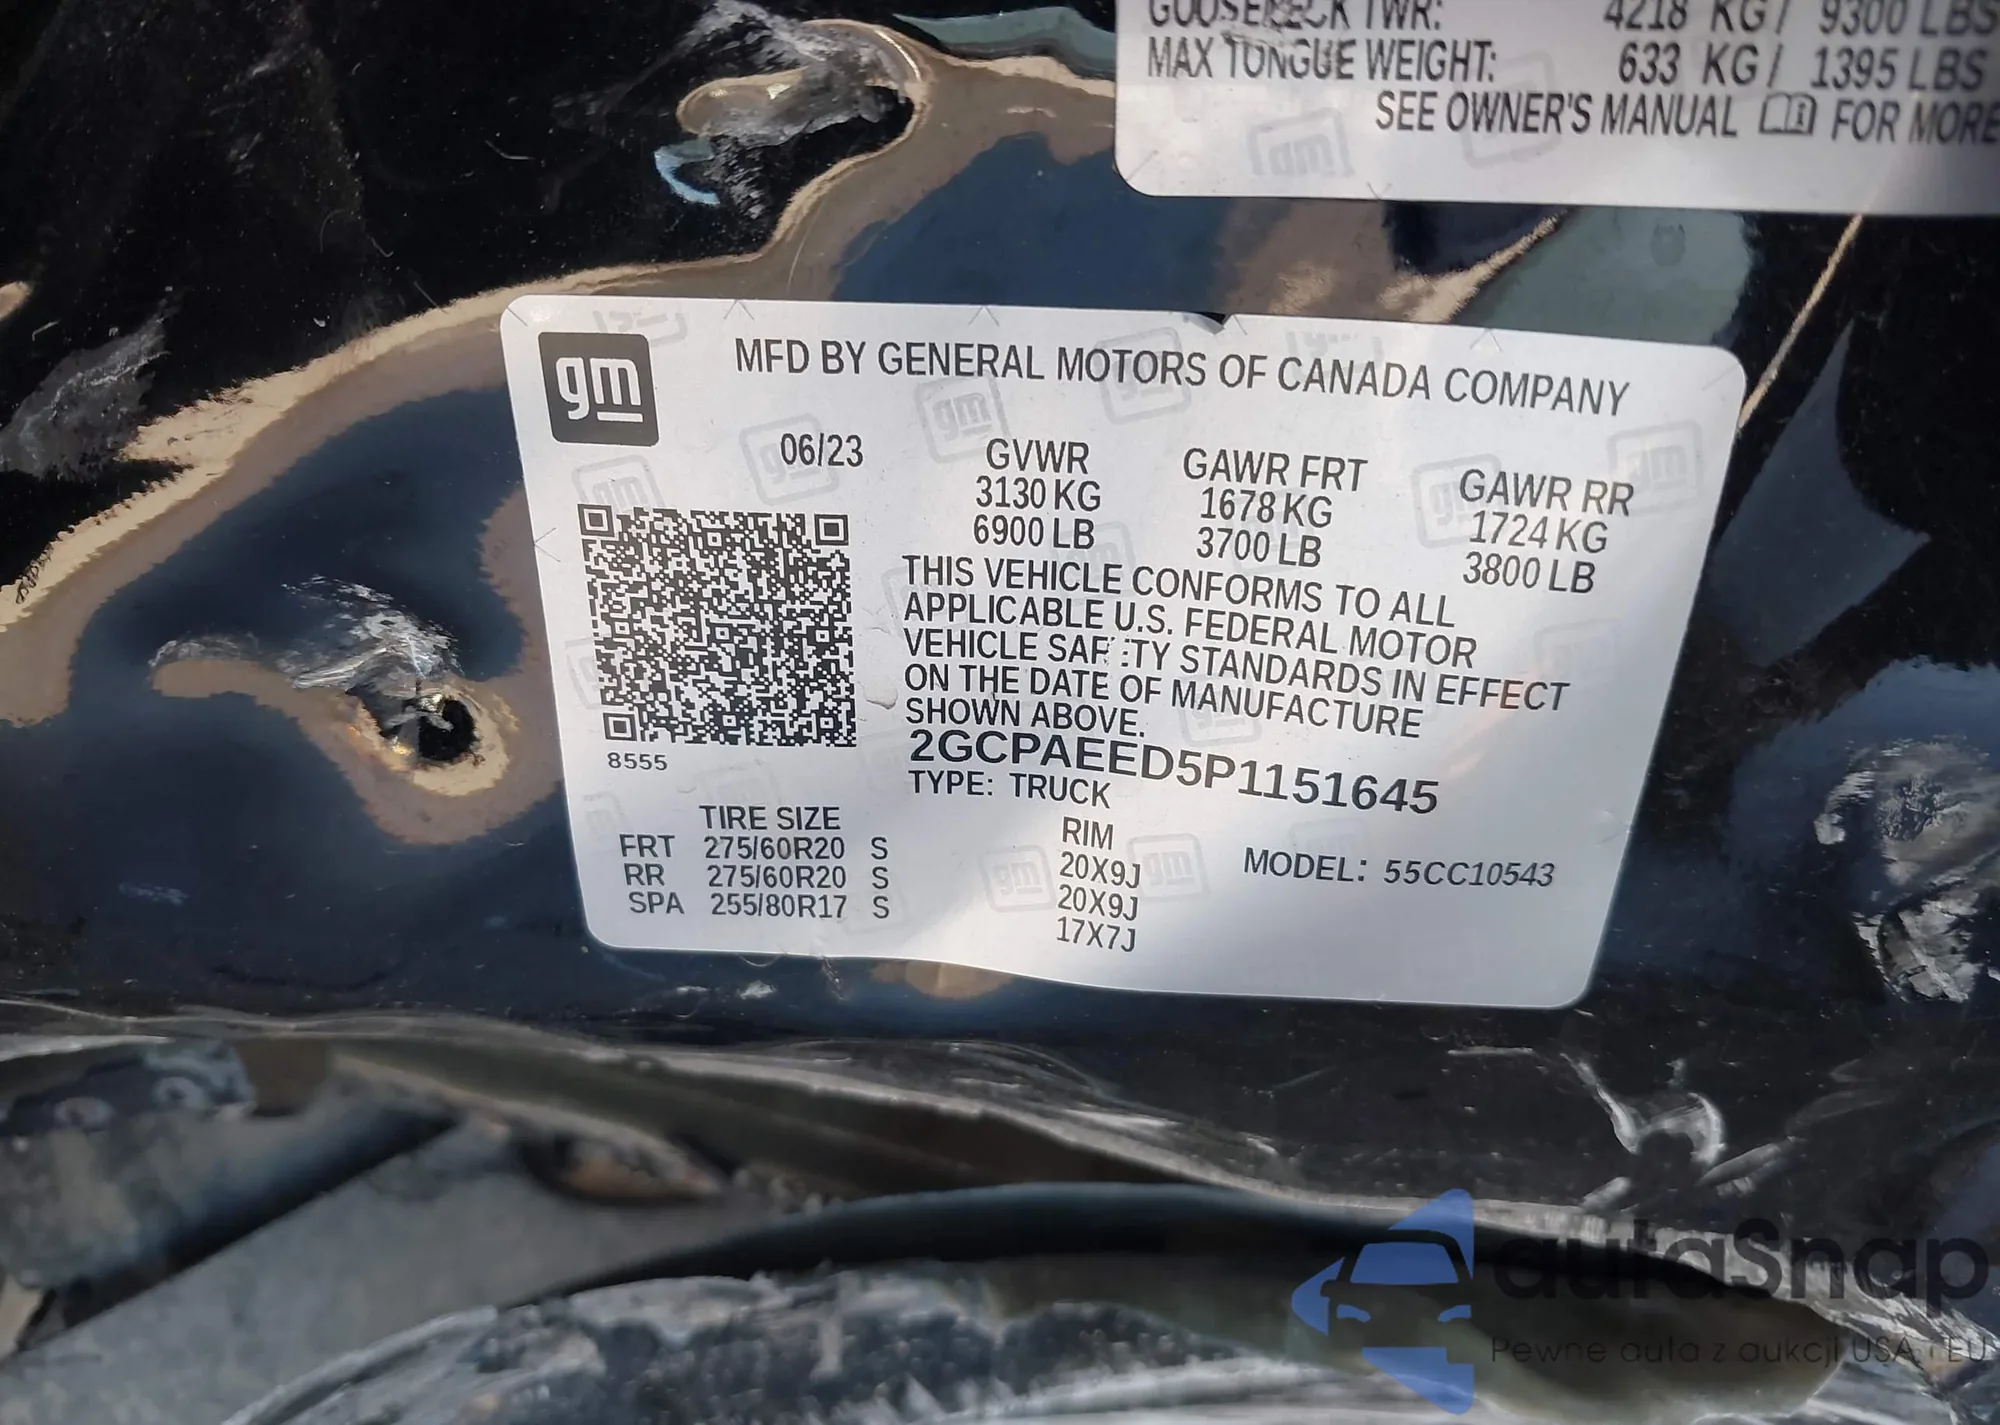 GOOSENECK TWR: 4218 KG / 9300 LBS
MAX TONGUE WEIGHT: 633 KG / 1395 LBS
SEE OWNER'S MANUAL FOR MORE
gm
MFD BY GENERAL MOTORS OF CANADA COMPANY
06/23
GVWR GAWR FRT GAWR RR
3130 KG 1678 KG 1724 KG
6900 LB 3700 LB 3800 LB
THIS VEHICLE CONFORMS TO ALL
APPLICABLE U.S. FEDERAL MOTOR
VEHICLE SAFETY STANDARDS IN EFFECT
ON THE DATE OF MANUFACTURE
SHOWN ABOVE.
2GCPAEED5P1151645
8555
TYPE: TRUCK
TIRE SIZE RIM
FRT 275/60R20 S 20X9J
RR 275/60R20 S 20X9J
SPA 255/80R17 S 17X7J
MODEL: 55CC10543
autaSnap
Pewne auta z aukcji USA i EU